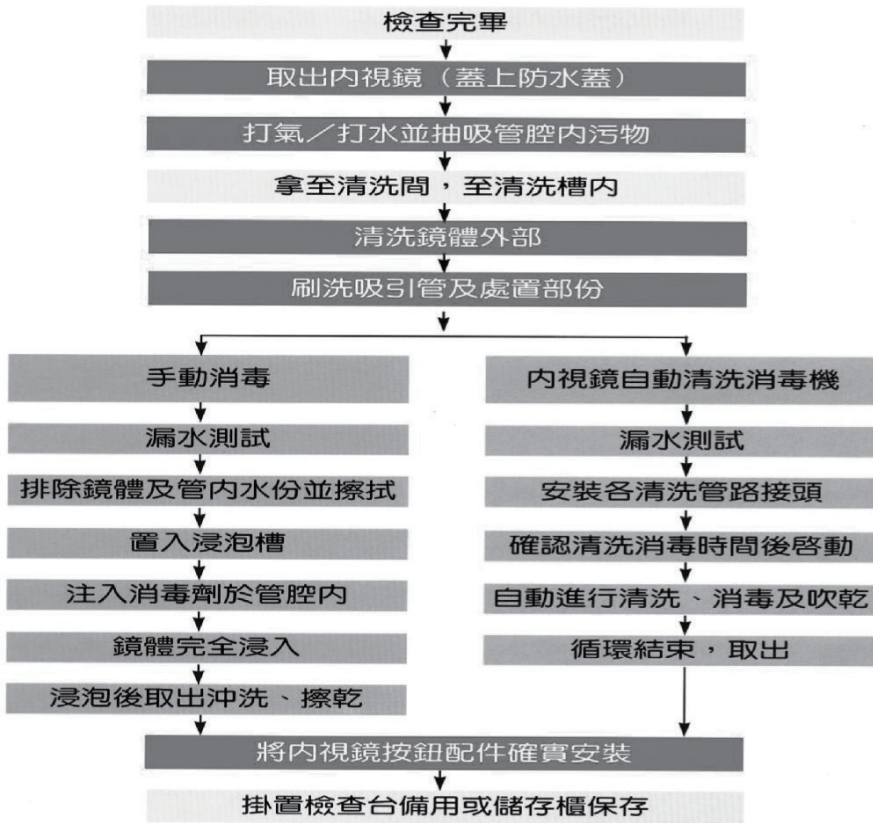 檢查完畢
取出內視鏡（蓋上防水蓋）
打氣／打水並抽吸管腔內污物
拿至清洗間，至清洗槽內
清洗鏡體外部
刷洗吸引管及處置部份
手動消毒
漏水測試
排除鏡體及管內水份並擦拭
置入浸泡槽
注入消毒劑於管腔內
鏡體完全浸入
浸泡後取出沖洗、擦乾
內視鏡自動清洗消毒機
漏水測試
安裝各清洗管路接頭
確認清洗消毒時間後啓動
自動進行清洗、消毒及吹乾
循環結束，取出
將內視鏡按鈕配件確實安裝
掛置檢查台備用或儲存櫃保存